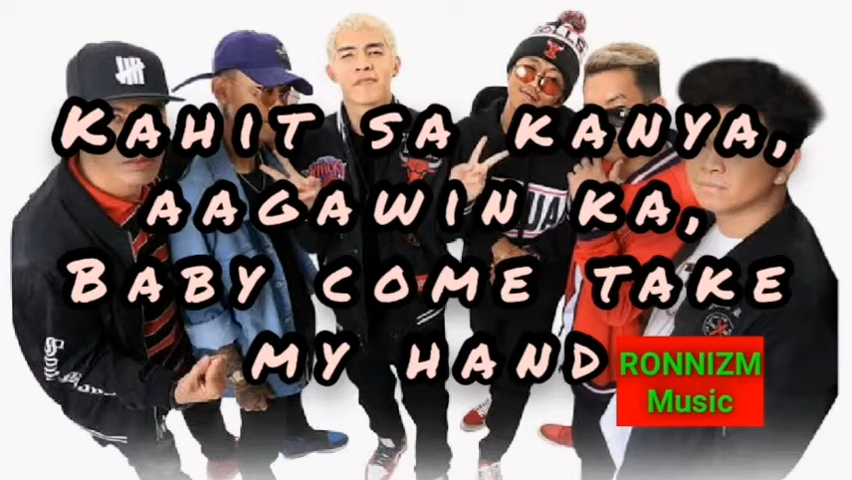 Kahit sa kanya,
aagawin ka,
Baby come take
my hand
RONNIZM
Music